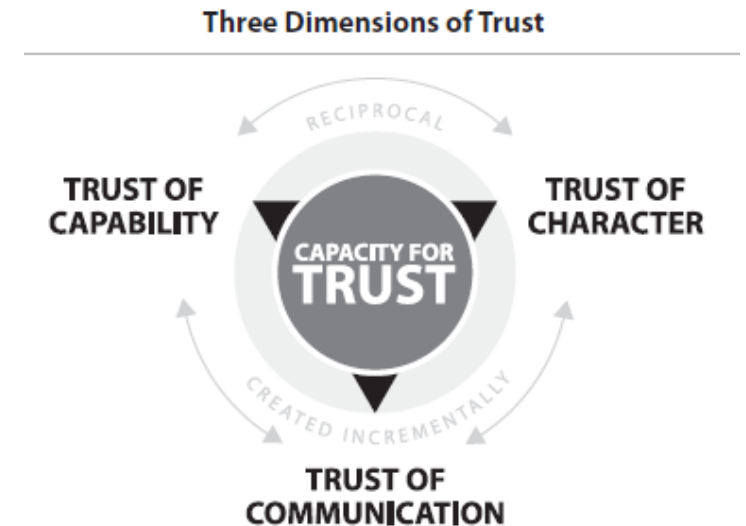 Three Dimensions of Trust
RECIPROCAL
TRUST OF
CAPABILITY
TRUST OF
CHARACTER
CAPACITY FOR
TRUST
CREATED INCREMENTALLY
TRUST OF
COMMUNICATION